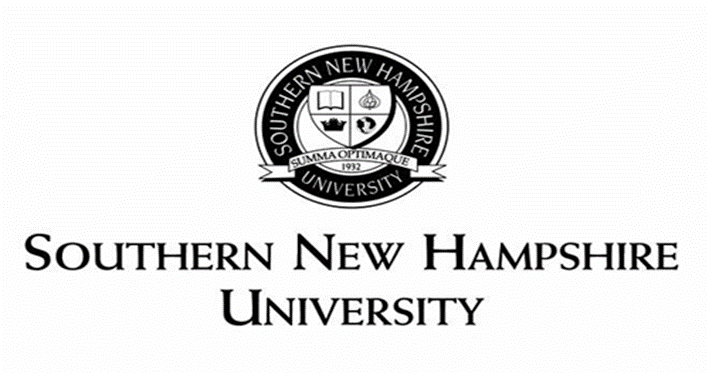 SOUTHERN NEW HAMPSHIRE
SUMMA OPTIMAQUE
1932
UNIVERSITY
SOUTHERN NEW HAMPSHIRE
UNIVERSITY